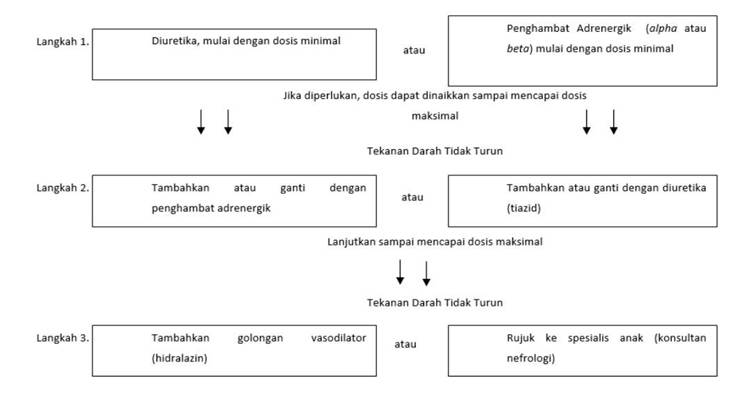 Langkah 1.
Diuretika, mulai dengan dosis minimal
atau
Penghambat Adrenergik (alpha atau
beta) mulai dengan dosis minimal
Jika diperlukan, dosis dapat dinaikkan sampai mencapai dosis
maksimal
Tekanan Darah Tidak Turun
Langkah 2.
Tambahkan atau ganti dengan
penghambat adrenergik
atau
Tambahkan atau ganti dengan diuretika
(tiazid)
Lanjutkan sampai mencapai dosis maksimal
Tekanan Darah Tidak Turun
Langkah 3.
Tambahkan golongan vasodilator
(hidralazin)
atau
Rujuk ke spesialis anak (konsultan
nefrologi)